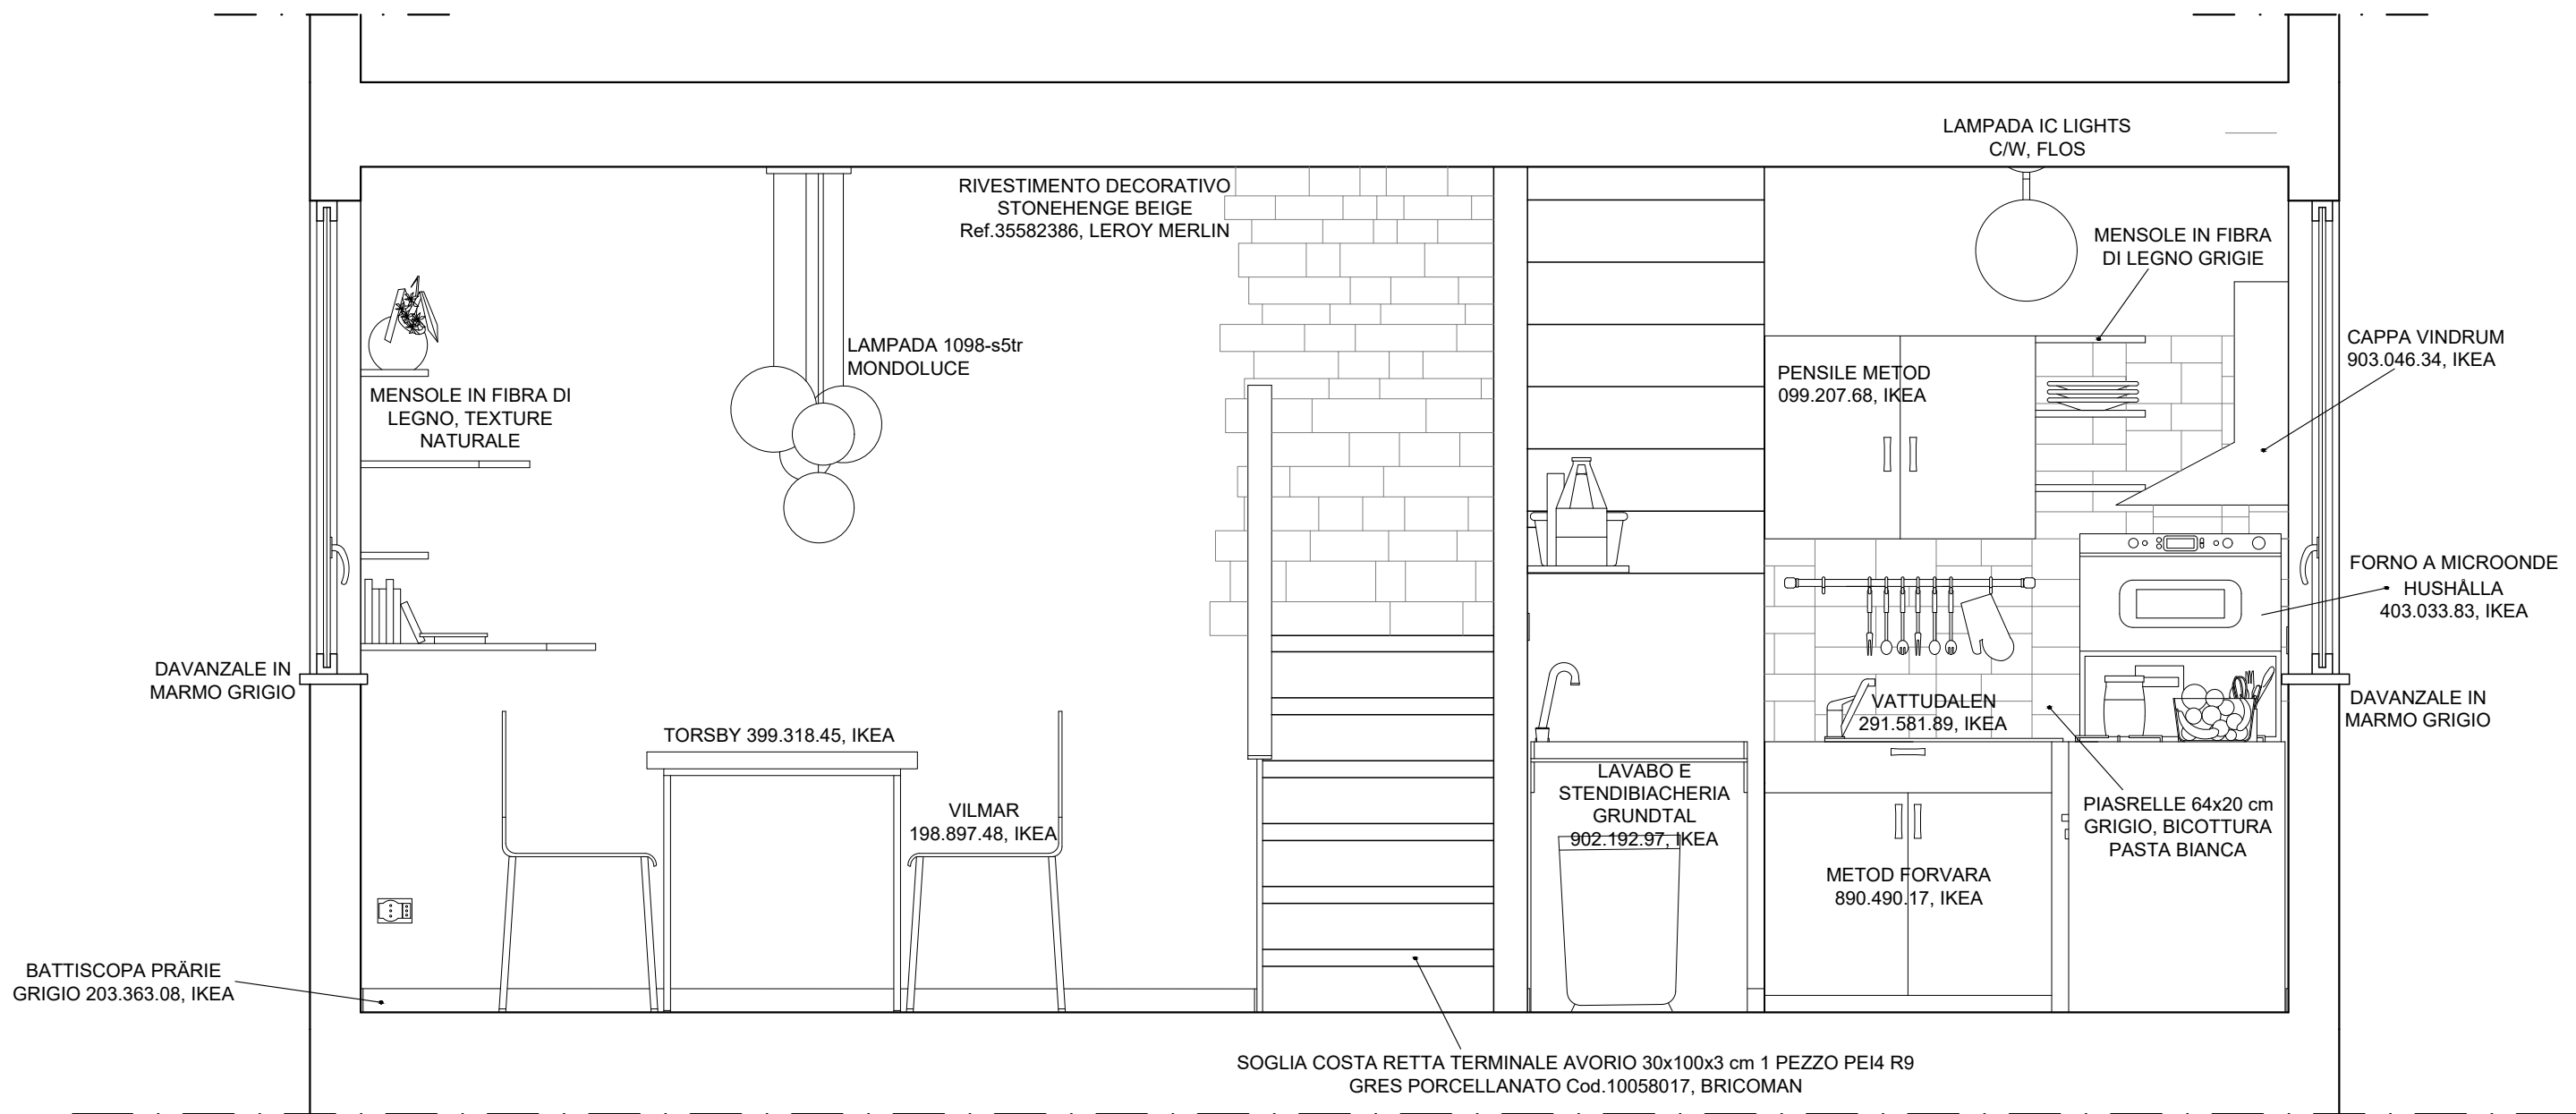 LAMPADA IC LIGHTS
C/W, FLOS
RIVESTIMENTO DECORATIVO
STONEHENGE BEIGE
Ref.35582386, LEROY MERLIN
MENSOLE IN FIBRA
DI LEGNO GRIGIE
LAMPADA 1098-s5tr
MONDOLUCE
CAPPA VINDRUM
903.046.34, IKEA
PENSILE METOD
099.207.68, IKEA
MENSOLE IN FIBRA DI
LEGNO, TEXTURE
NATURALE
FORNO A MICROONDE
HUSHÅLLA
403.033.83, IKEA
DAVANZALE IN
MARMO GRIGIO
VATTUDALEN
291.581.89, IKEA
DAVANZALE IN
MARMO GRIGIO
TORSBY 399.318.45, IKEA
LAVABO E
STENDIBIACHERIA
GRUNDTAL
902.192.97, IKEA
VILMAR
198.897.48, IKEA
PIASRELLE 64x20 cm
GRIGIO, BICOTTURA
PASTA BIANCA
METOD FORVARA
890.490.17, IKEA
BATTISCOPA PRÄRIE
GRIGIO 203.363.08, IKEA
SOGLIA COSTA RETTA TERMINALE AVORIO 30x100x3 cm 1 PEZZO PEI4 R9
GRES PORCELLANATO Cod.10058017, BRICOMAN